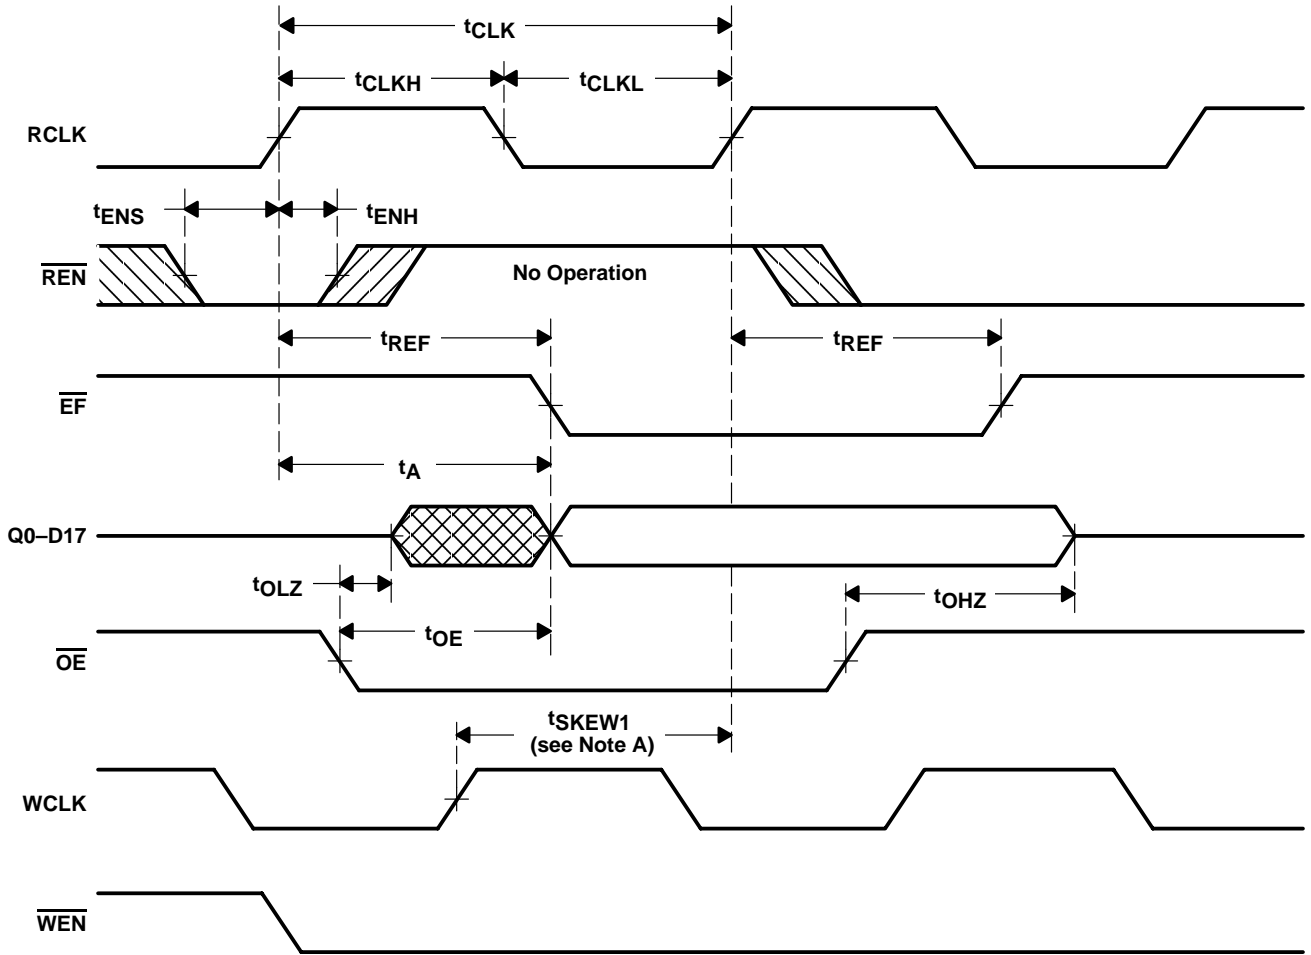 tCLK
tCLKH
tCLKL
RCLK
tENS
tENH
REN
No Operation
tREF
tREF
EF
tA
Q0–D17
tOLZ
tOHZ
tOE
OE
tSKEW1
(see Note A)
WCLK
WEN